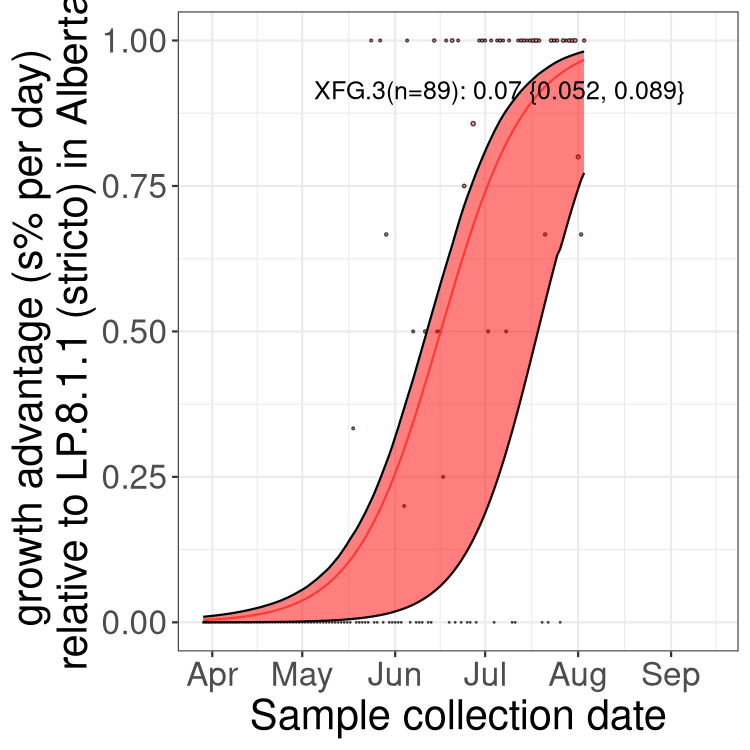 growth advantage (s% per day)
relative to LP.8.1.1 (stricto) in Alberta
1.00
0.75
0.50
0.25
0.00
XFG.3(n=89): 0.07 {0.052, 0.089}
Apr May Jun Jul Aug Sep
Sample collection date